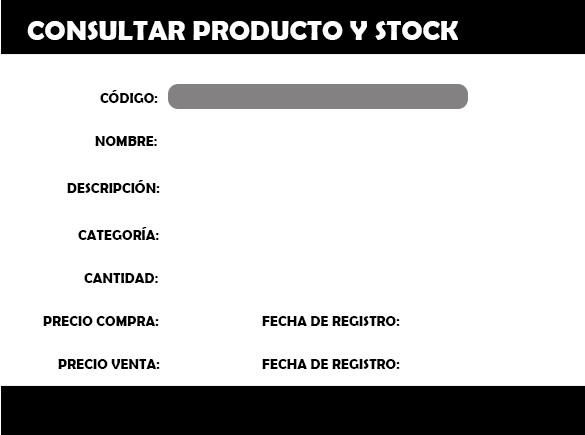 CONSULTAR PRODUCTO Y STOCK
CÓDIGO:
NOMBRE:
DESCRIPCIÓN:
CATEGORÍA:
CANTIDAD:
PRECIO COMPRA: FECHA DE REGISTRO:
PRECIO VENTA: FECHA DE REGISTRO: